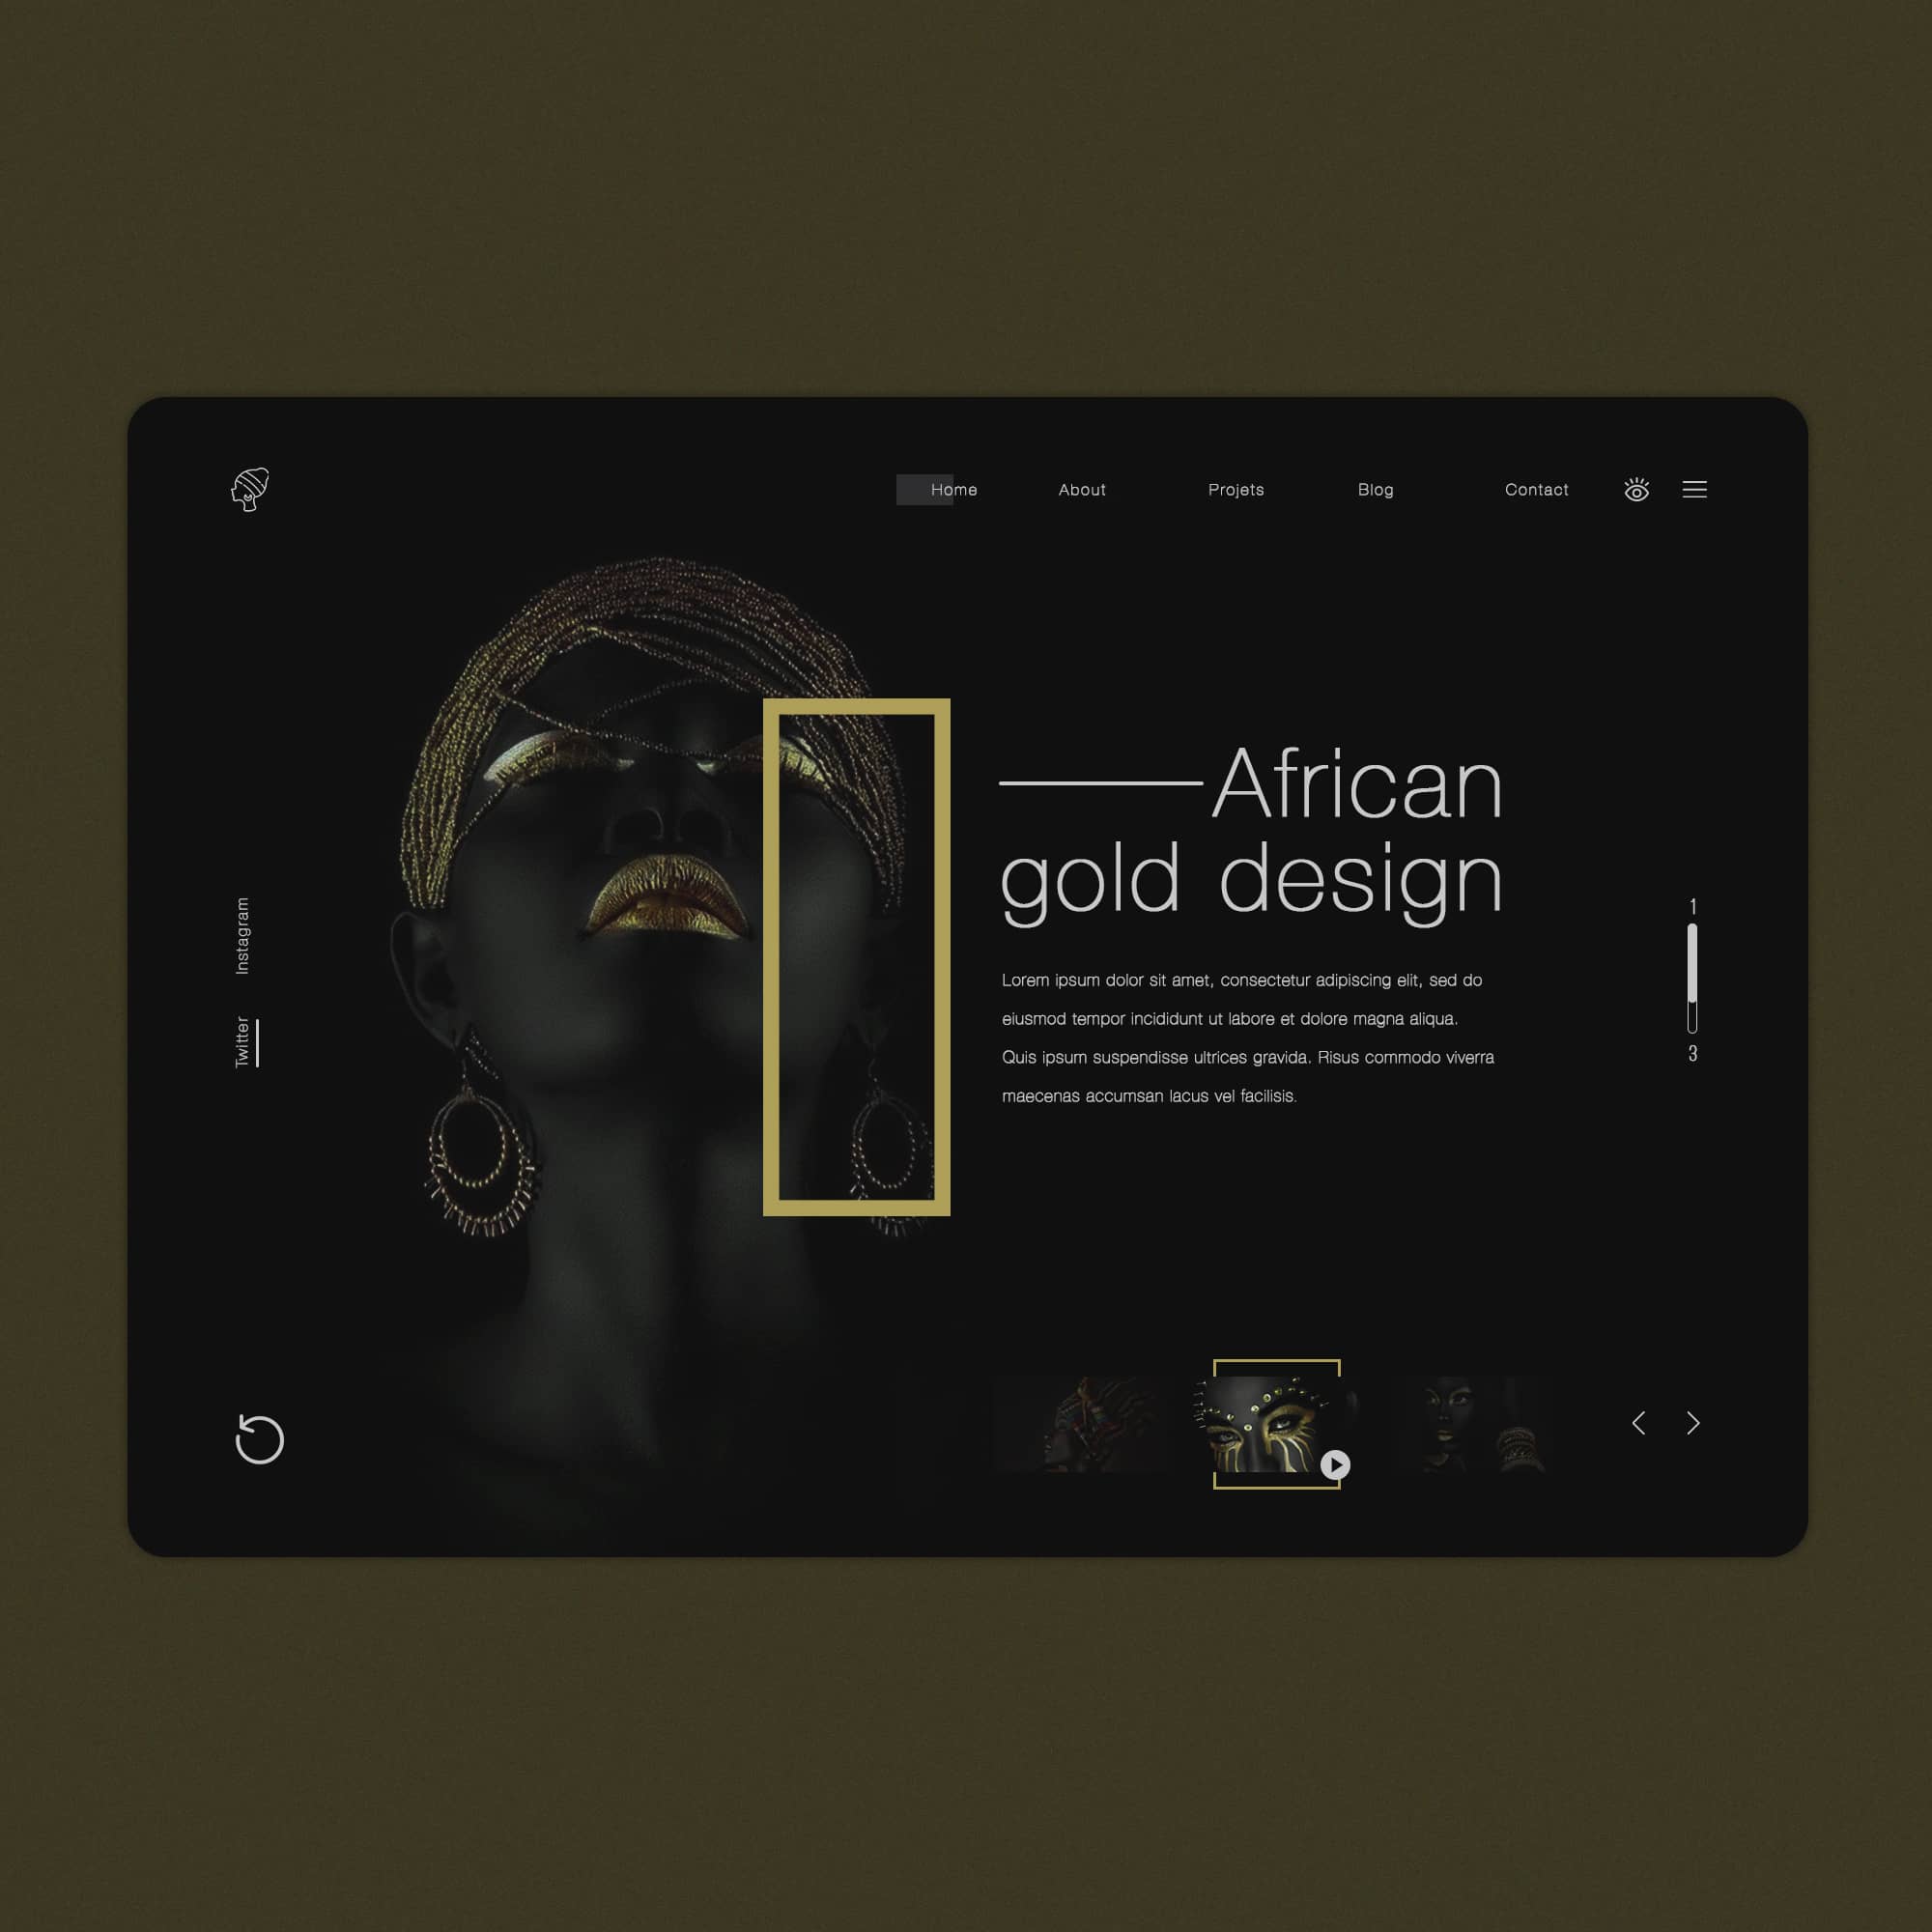 Home About Projets Blog Contact
African
gold design
Lorem ipsum dolor sit amet, consectetur adipiscing elit, sed do
eiusmod tempor incididunt ut labore et dolore magna aliqua.
Quis ipsum suspendisse ultrices gravida. Risus commodo viverra
maecenas accumsan lacus vel facilisis.
Instagram
Twitter
1
3